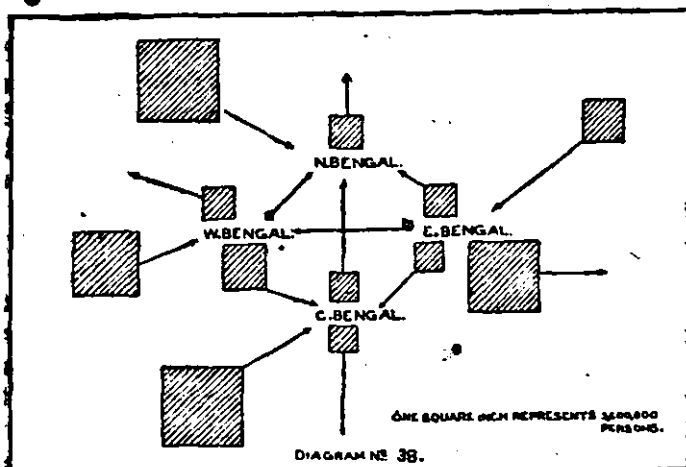 N.BENGAL.
W.BENGAL.
E.BENGAL.
C.BENGAL.
ONE SQUARE INCH REPRESENTS
PERSONS.
DIAGRAM Nº 38.